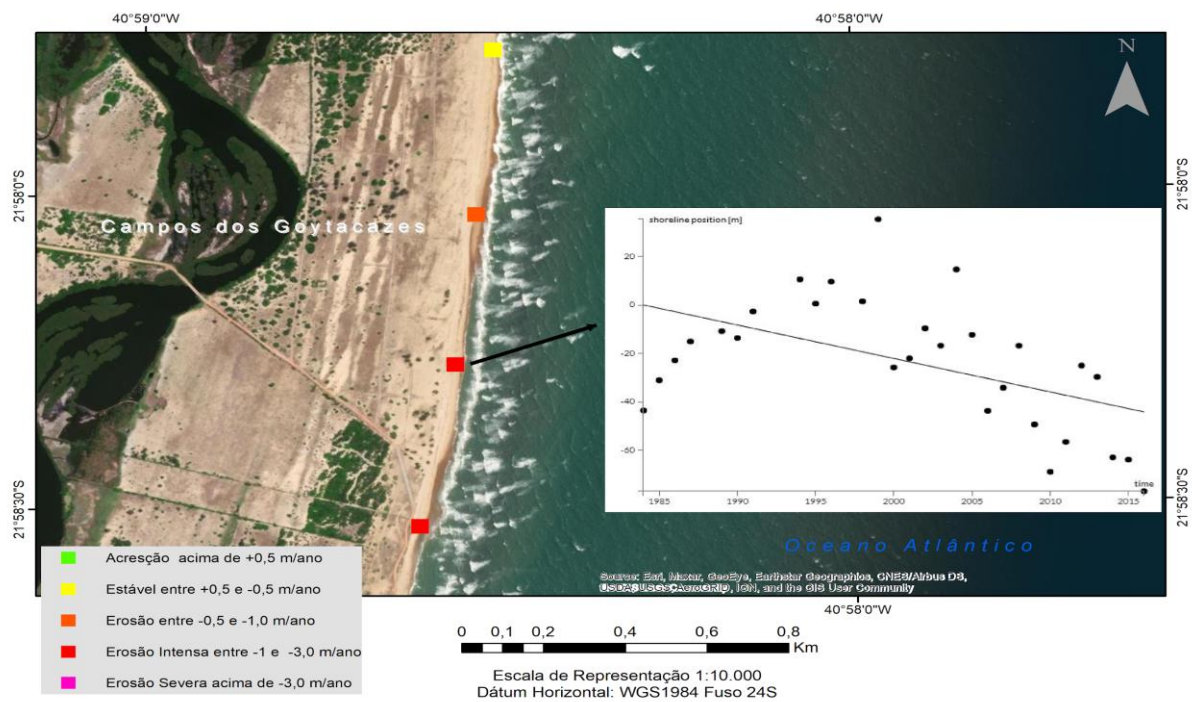 40°59'0"W
40°58'0"W
N
21°58'0"S
21°58'0"S
Campos dos Goytacazes
shoreline position [m]
20
0
-20
-40
-60
time
1985
1990
1995
2000
2005
2010
2015
21°58'30"S
21°58'30"S
Oceano Atlântico
Source: Esri, Maxar, GeoEye, Earthstar Geographics, CNES/Airbus DS,
USDA, USGS, AeroGRID, IGN, and the GIS User Community
40°58'0"W
Acresção acima de +0,5 m/ano
Estável entre +0,5 e -0,5 m/ano
Erosão entre -0,5 e -1,0 m/ano
Erosão Intensa entre -1 e -3,0 m/ano
Erosão Severa acima de -3,0 m/ano
0 0,1 0,2 0,4 0,6 0,8
Km
Escala de Representação 1:10.000
Dátum Horizontal: WGS1984 Fuso 24S